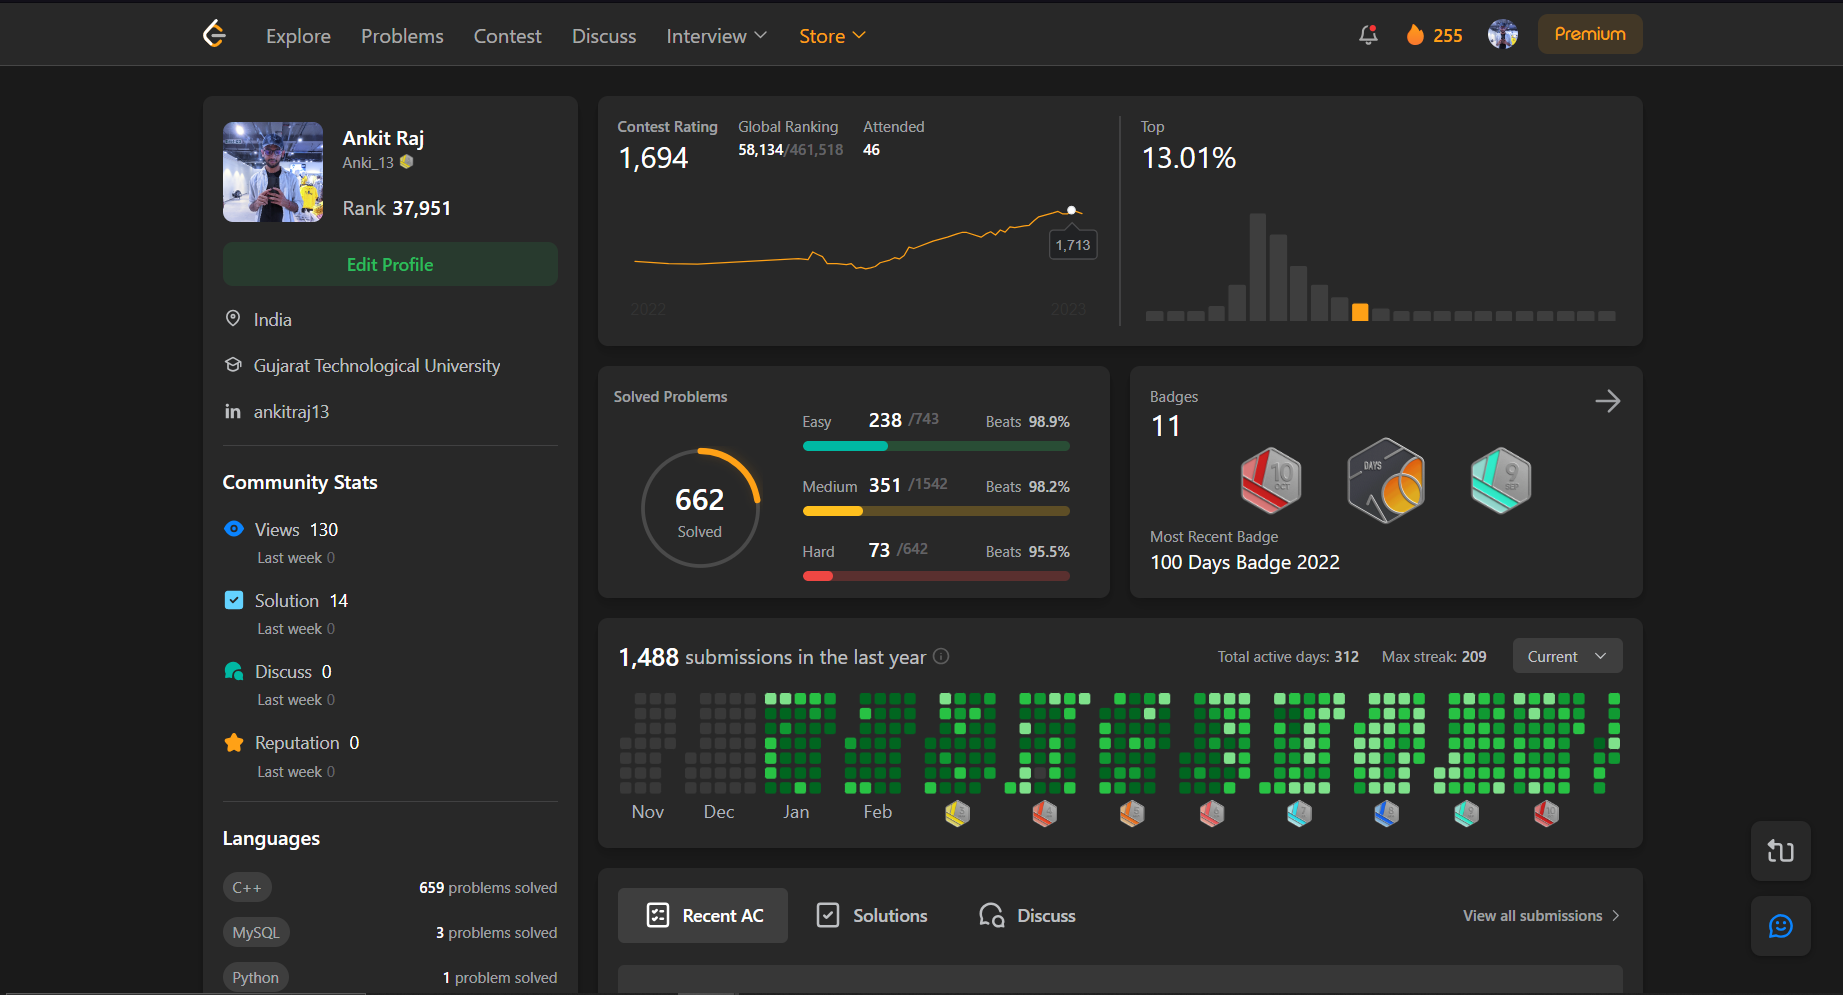 Explore Problems Contest Discuss Interview Store 255 Premium
Ankit Raj
Anki_13
Rank 37,951
Edit Profile
India
Gujarat Technological University
ankitraj13
Community Stats
Views 130
Last week 0
Solution 14
Last week 0
Discuss 0
Last week 0
Reputation 0
Last week 0
Languages
C++ 659 problems solved
MySQL 3 problems solved
Python 1 problem solved
Contest Rating Global Ranking Attended
1,694 58,134/461,518 46
1,713
2022 2023
Top
13.01%
Solved Problems
662
Solved
Easy 238 /743 Beats 98.9%
Medium 351 /1542 Beats 98.2%
Hard 73 /642 Beats 95.5%
Badges
11
10
OCT
DAYS
9
SEP
Most Recent Badge
100 Days Badge 2022
1,488 submissions in the last year Total active days: 312 Max streak: 209 Current
Nov Dec Jan Feb
Recent AC Solutions Discuss View all submissions